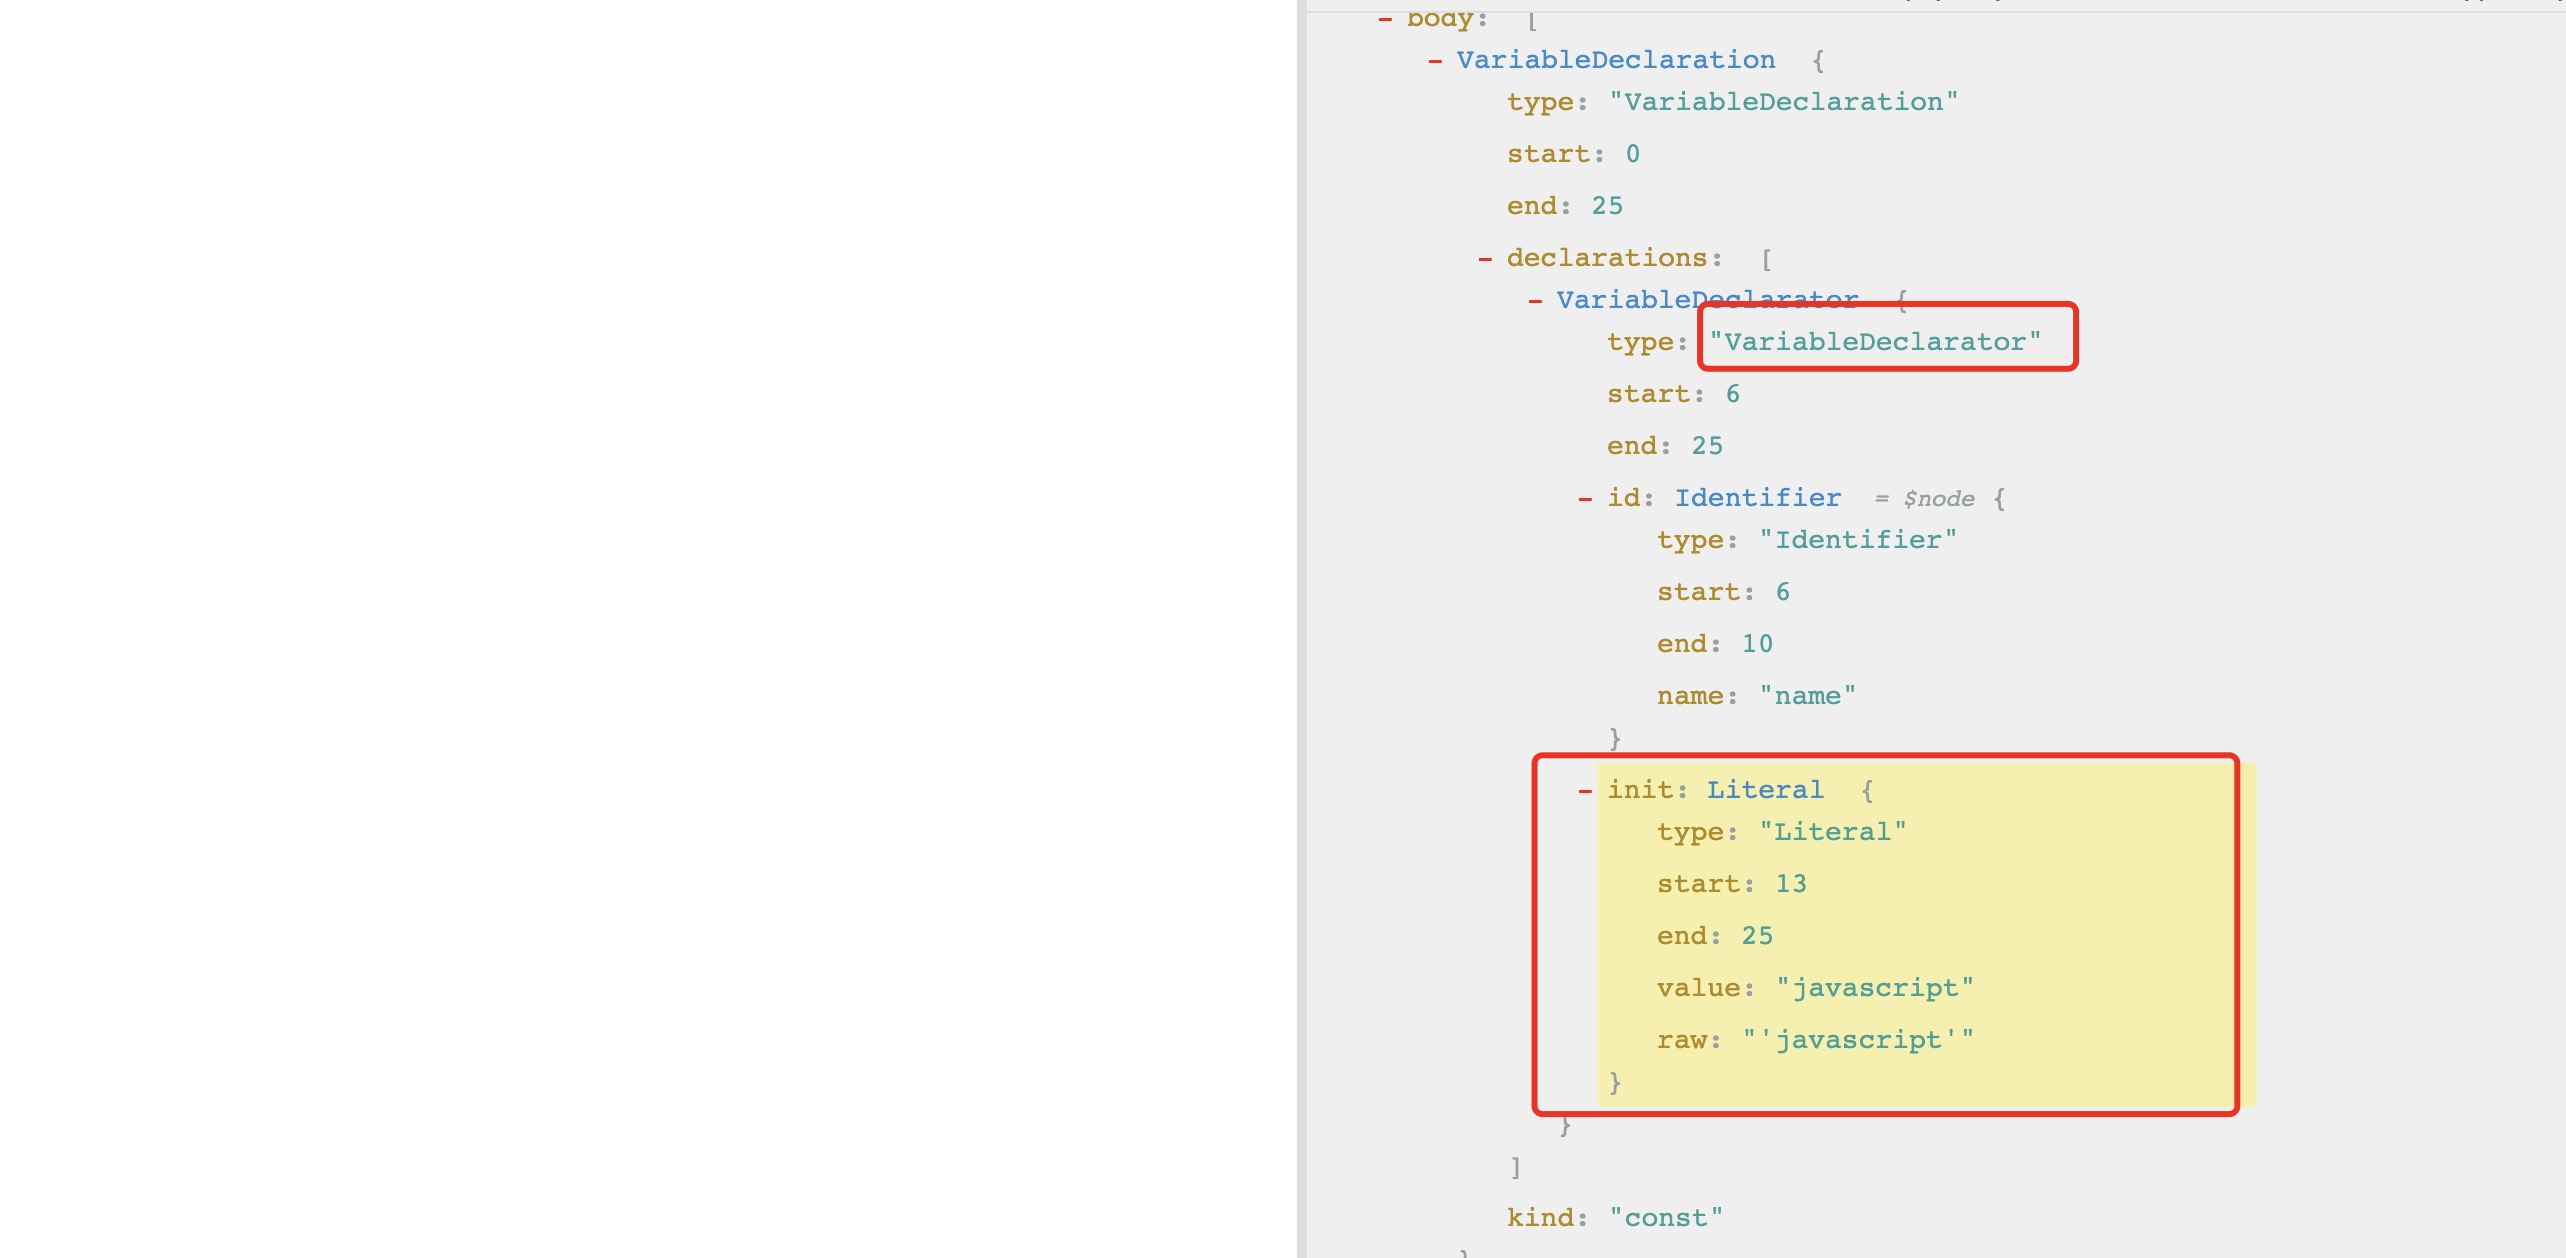 - body: [
- VariableDeclaration {
type: "VariableDeclaration"
start: 0
end: 25
- declarations: [
- VariableDeclarator {
type: "VariableDeclarator"
start: 6
end: 25
- id: Identifier = $node {
type: "Identifier"
start: 6
end: 10
name: "name"
}
- init: Literal {
type: "Literal"
start: 13
end: 25
value: "javascript"
raw: "'javascript'"
}
}
]
kind: "const"
}